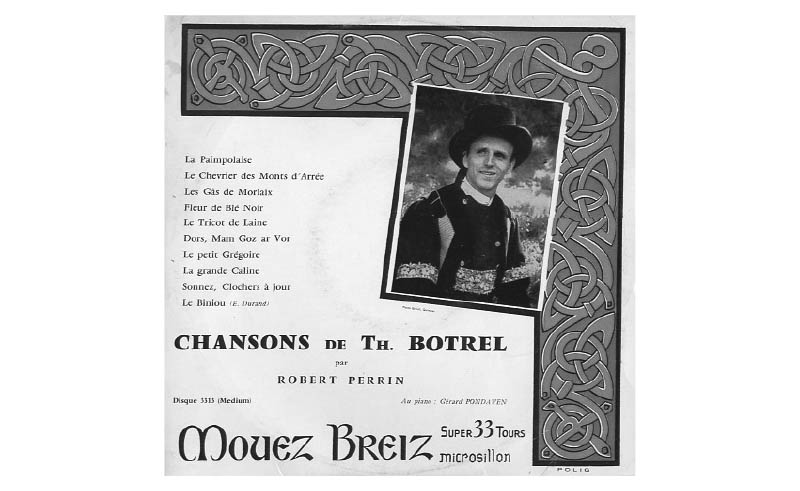 La Paimpolaise
Le Chevrier des Monts d'Arrée
Les Gâs de Morlaix
Fleur de Blé Noir
Le Tricot de Laine
Dors, Mam Goz ar Vor
Le petit Grégoire
La grande Caline
Sonnez, Clochers à jour
Le Biniou (E. Durand)
CHANSONS DE TH. BOTREL
par
ROBERT PERRIN
Disque 3313 (Medium)
Au piano : Gérard PONDAVEN
MOUEZ BREIZ SUPER 33 TOURS
microsillon
POLIG